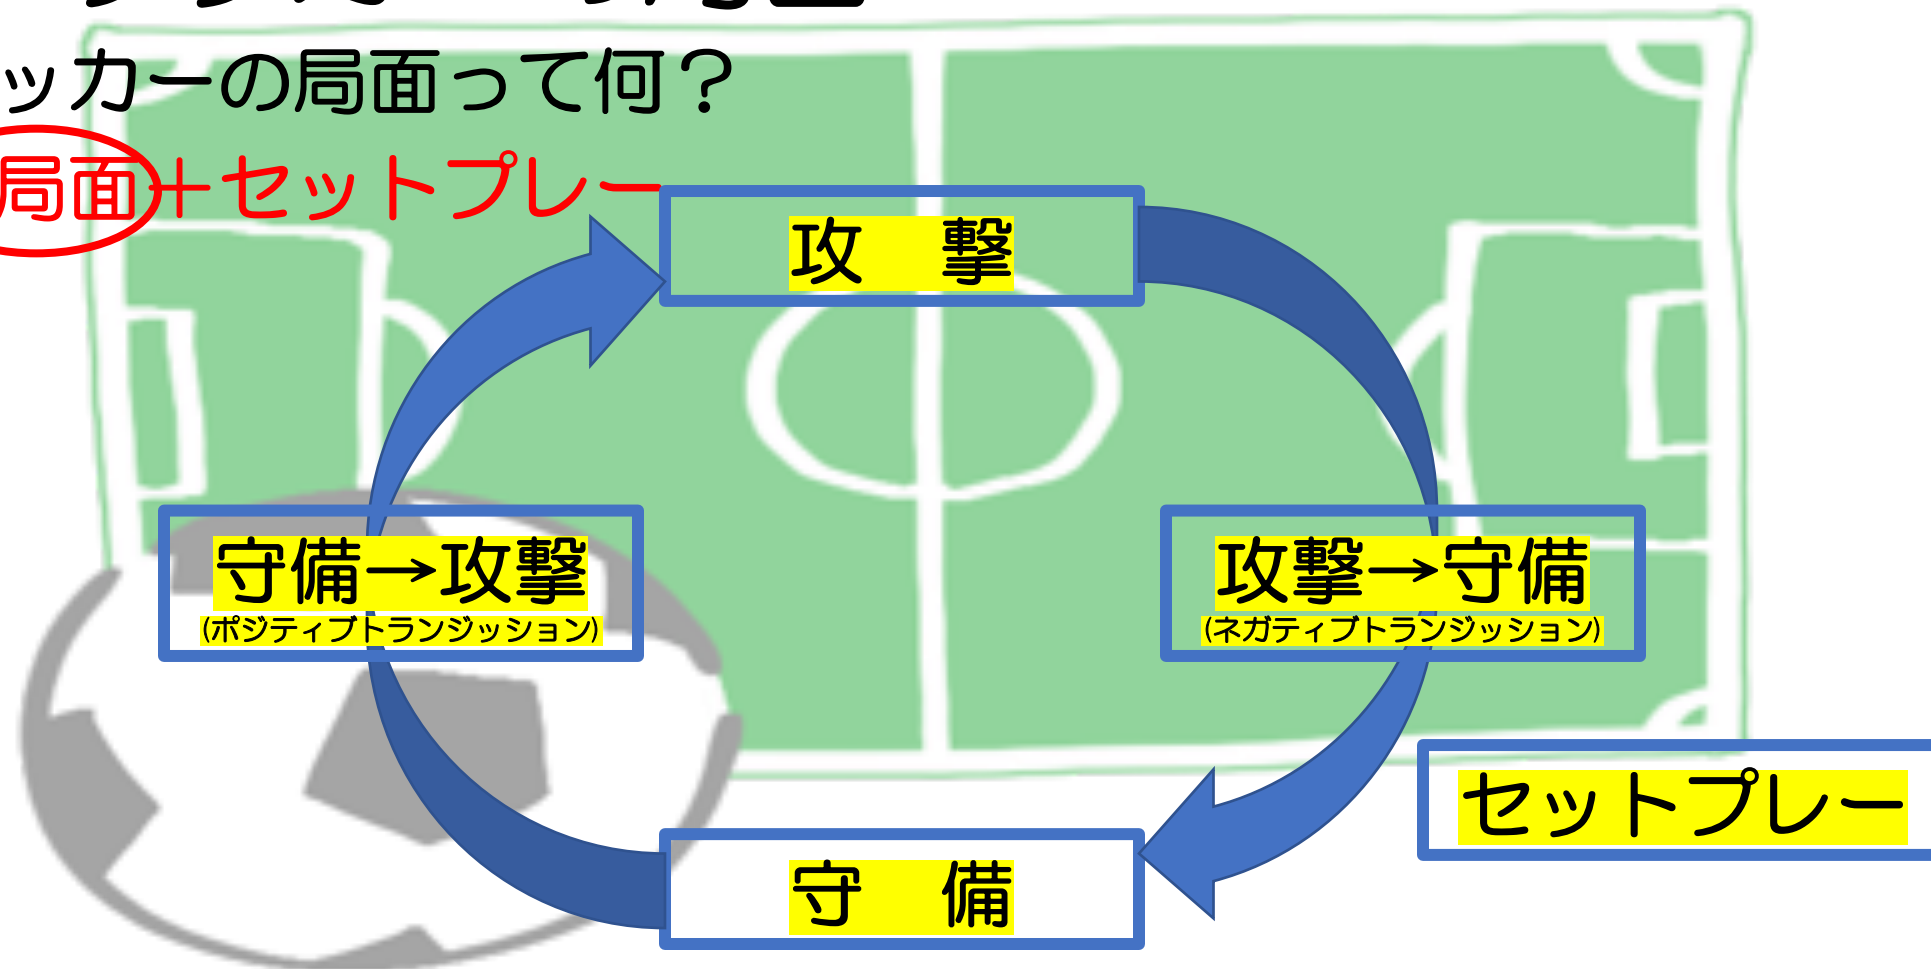 ッカーの局面って何？
局面＋セットプレー
攻　撃
守備→攻撃
(ポジティブトランジッション)
攻撃→守備
(ネガティブトランジッション)
セットプレー
守　備